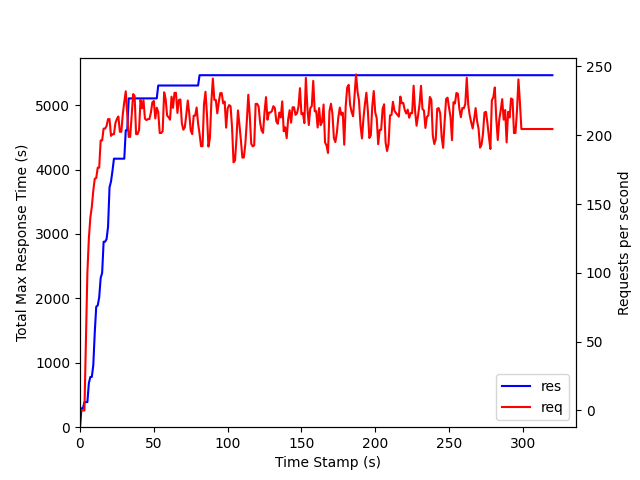 Total Max Response Time (s)
5000
4000
3000
2000
1000
0
250
200
150
100
50
0
Requests per second
res
req
0 50 100 150 200 250 300
Time Stamp (s)